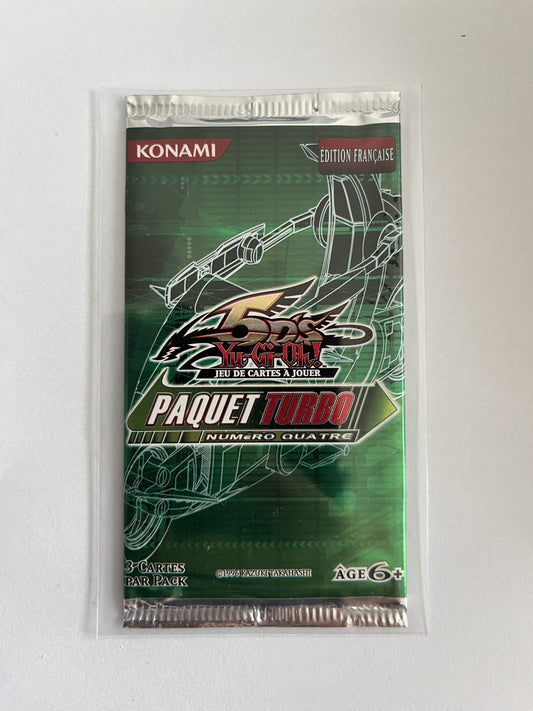 KONAMI
ÉDITION FRANÇAISE
5D's
Yu-Gi-Oh!
JEU DE CARTES À JOUER
PAQUET TURBO
NUMéRO QUATRE
3-CARTES
PAR PACK
©1996 KAZUKI TAKAHASHI
ÂGE 6+